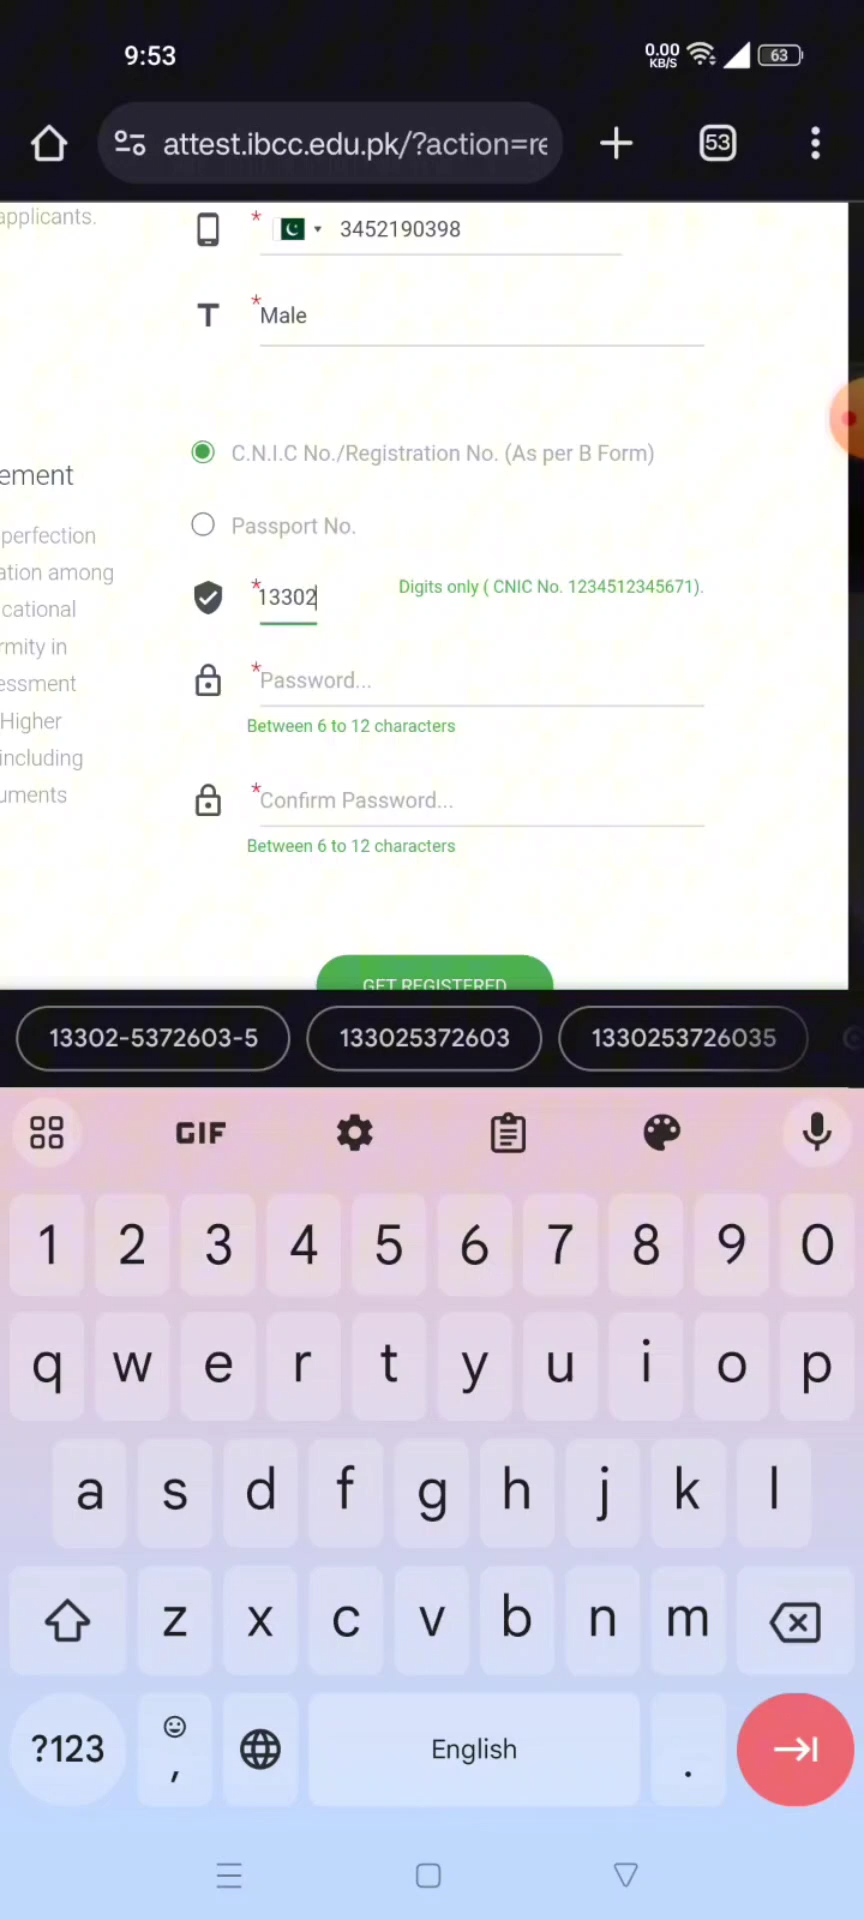 9:53
0.00
KB/S
63
attest.ibcc.edu.pk/?action=re
53
applicants.
* 3452190398
T *Male
C.N.I.C No./Registration No. (As per B Form)
ement
perfection
Passport No.
ation among
*13302
Digits only ( CNIC No. 1234512345671).
cational
rmity in
*Password...
essment
Higher
Between 6 to 12 characters
including
uments
*Confirm Password...
Between 6 to 12 characters
GET REGISTERED
13302-5372603-5
133025372603
1330253726035
GIF
1 2 3 4 5 6 7 8 9 0
q w e r t y u i o p
a s d f g h j k l
z x c v b n m
?123 , English .